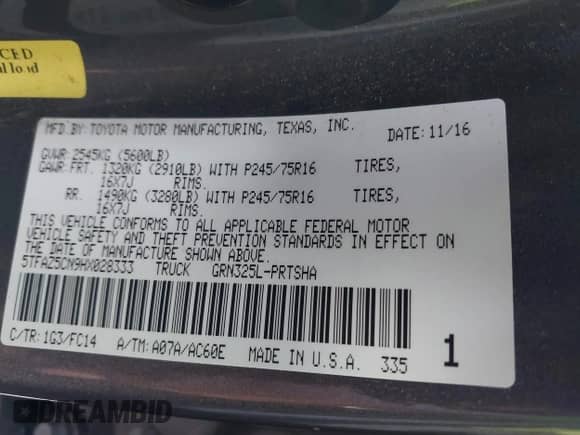 CED
MFD.BY:TOYOTA MOTOR MANUFACTURING, TEXAS, INC. DATE:11/16
GVWR:2545KG (5600LB)
GAWR:FRT. 1320KG (2910LB) WITH P245/75R16 TIRES,
16X7J RIMS.
RR. 1490KG (3280LB) WITH P245/75R16 TIRES,
16X7J RIMS.
THIS VEHICLE CONFORMS TO ALL APPLICABLE FEDERAL MOTOR
VEHICLE SAFETY AND THEFT PREVENTION STANDARDS IN EFFECT ON
THE DATE OF MANUFACTURE SHOWN ABOVE.
5TFAZ5CN9HX028333 TRUCK GRN325L-PRTSHA
C/TR:1G3/FC14 A/TM:A07A/AC60E MADE IN U.S.A. 335 1
DREAMBID